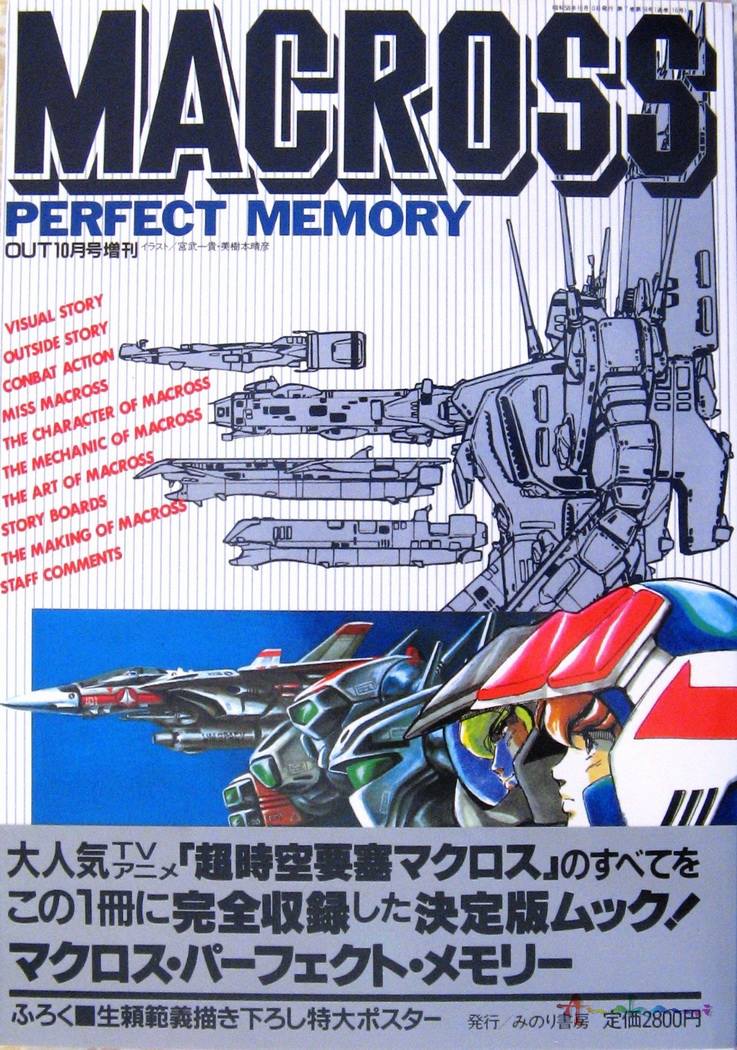 MACROSS
PERFECT MEMORY
OUT10月号増刊 イラスト/宮武一貴・美樹本晴彦
VISUAL STORY
OUTSIDE STORY
CONBAT ACTION
MISS MACROSS
THE CHARACTER OF MACROSS
THE MECHANIC OF MACROSS
THE ART OF MACROSS
STORY BOARDS
THE MAKING OF MACROSS
STAFF COMMENTS
大人気TVアニメ「超時空要塞マクロス」のすべてを
この1冊に完全収録した決定版ムック!
マクロス・パーフェクト・メモリー
ふろく■生頼範義描き下ろし特大ポスター 発行/みのり書房 定価2800円